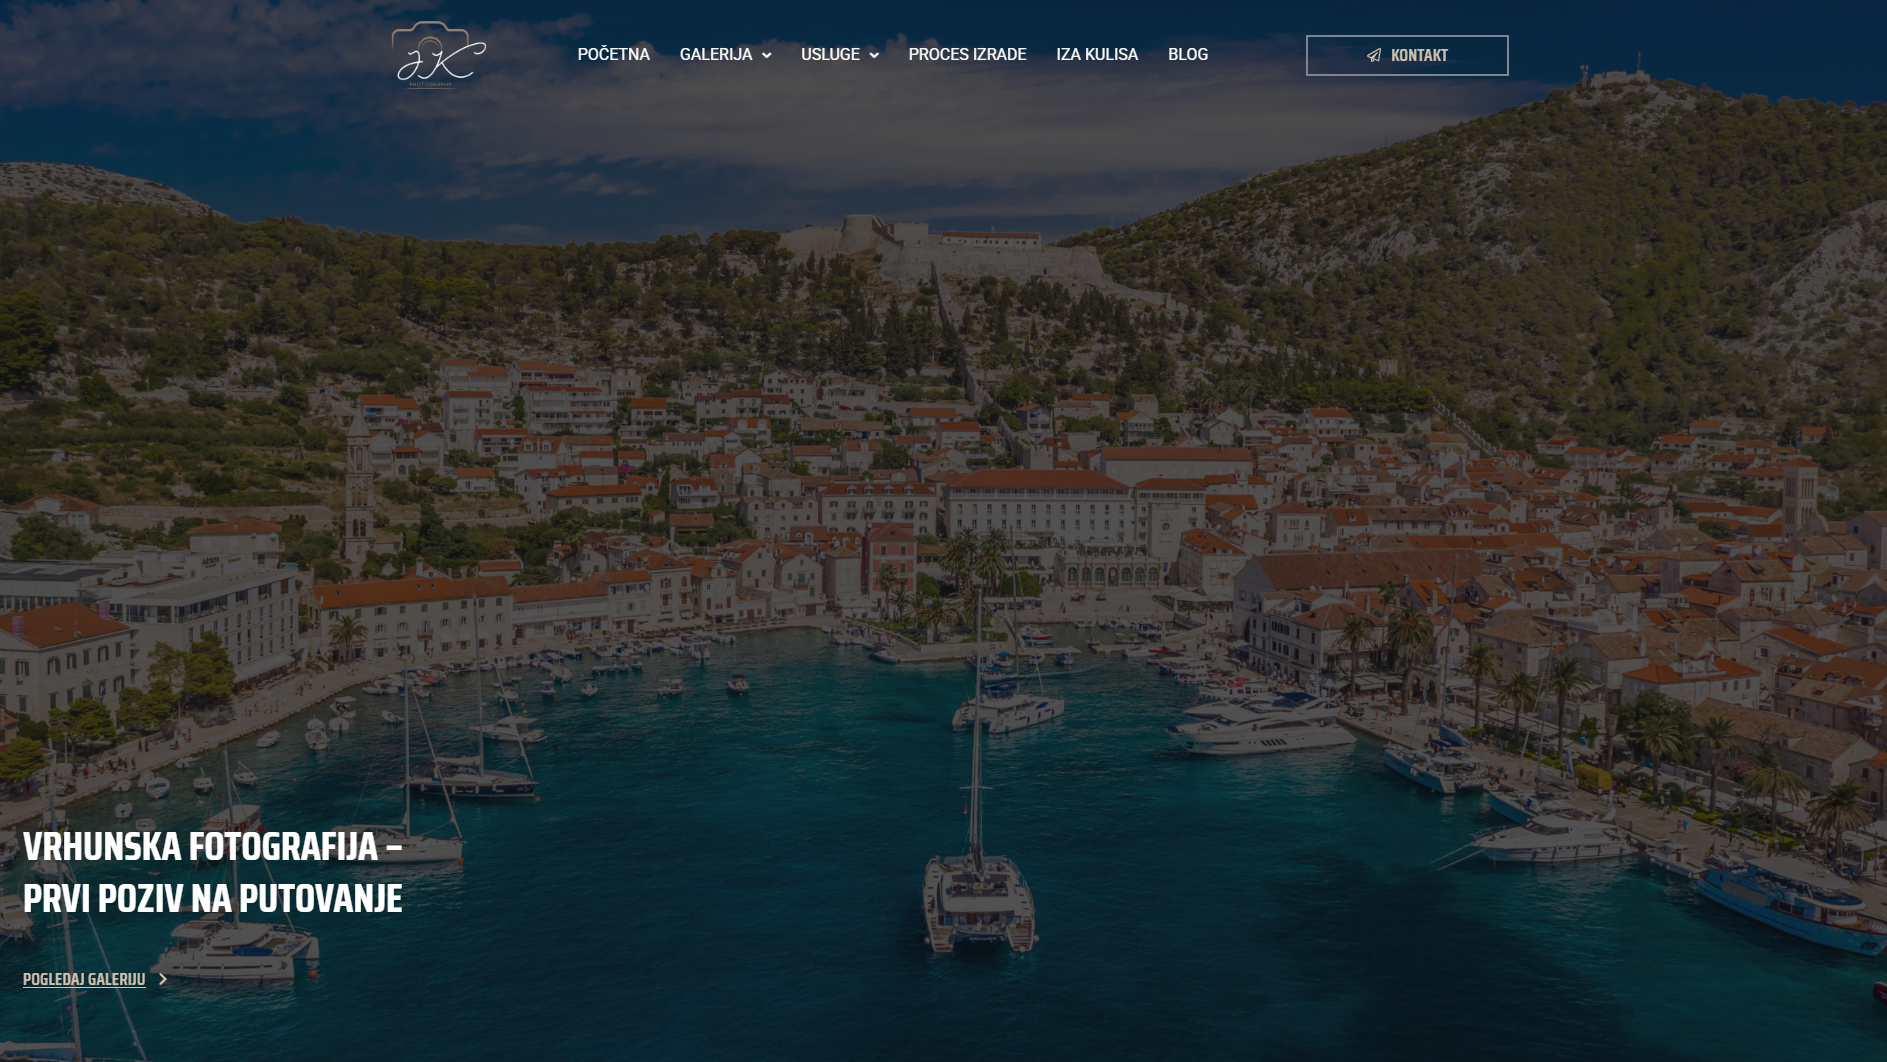 JK
PHOTOGRAPHY
POČETNA
GALERIJA
USLUGE
PROCES IZRADE
IZA KULISA
BLOG
KONTAKT
VRHUNSKA FOTOGRAFIJA –
PRVI POZIV NA PUTOVANJE
POGLEDAJ GALERIJU